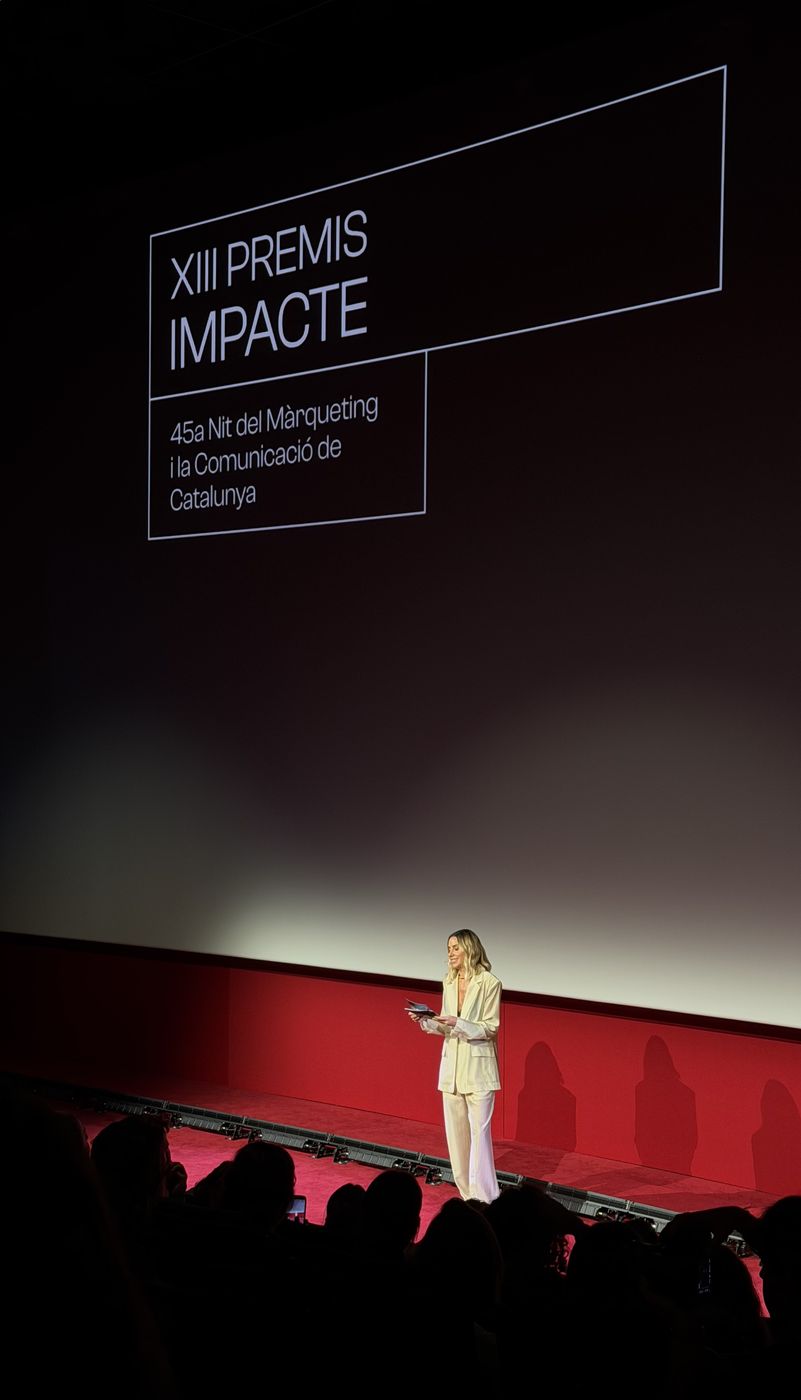 XIII PREMIS
IMPACTE
45a Nit del Màrqueting
i la Comunicació de
Catalunya